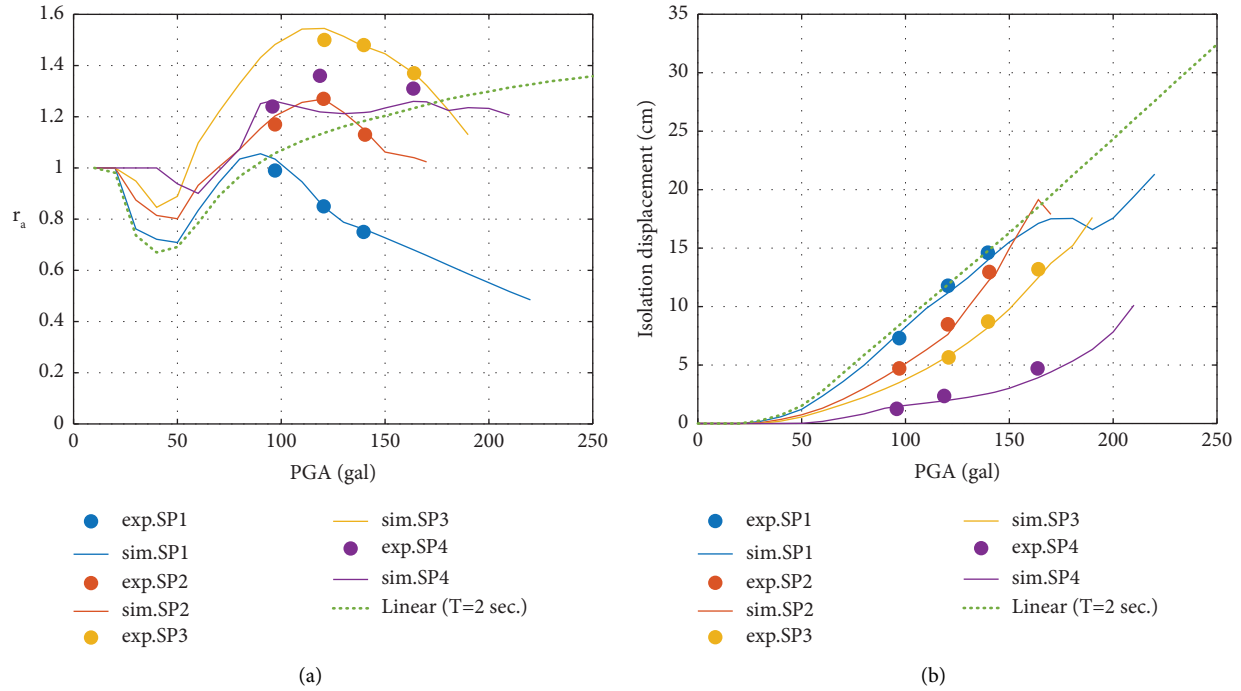 1.6
1.4
1.2
1
0.8
0.6
0.4
0.2
0
r_a
0 50 100 150 200 250
PGA (gal)
exp.SP1
sim.SP1
exp.SP2
sim.SP2
exp.SP3
sim.SP3
exp.SP4
sim.SP4
Linear (T=2 sec.)
(a)
35
30
25
20
15
10
5
0
Isolation displacement (cm)
0 50 100 150 200 250
PGA (gal)
exp.SP1
sim.SP1
exp.SP2
sim.SP2
exp.SP3
sim.SP3
exp.SP4
sim.SP4
Linear (T=2 sec.)
(b)